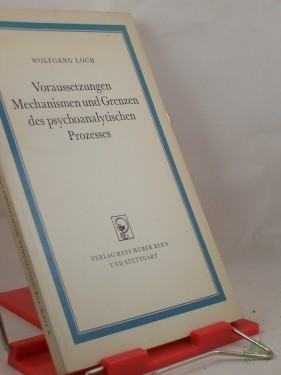 WOLFGANG LOCH
Voraussetzungen
Mechanismen und Grenzen
des psychoanalytischen
Prozesses
VERLAG HANS HUBER BERN
UND STUTTGART